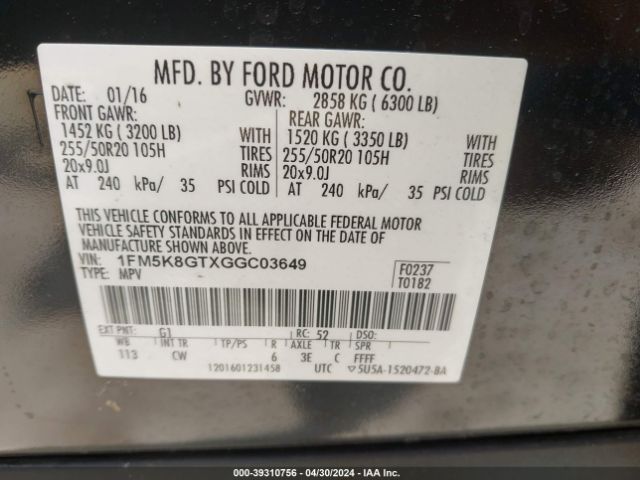 MFD. BY FORD MOTOR CO.
DATE: 01/16 GVWR: 2858 KG ( 6300 LB)
FRONT GAWR: REAR GAWR:
1452 KG ( 3200 LB) WITH 1520 KG ( 3350 LB) WITH
255/50R20 105H TIRES 255/50R20 105H TIRES
20x9.0J RIMS 20x9.0J RIMS
AT 240 kPa/ 35 PSI COLD AT 240 kPa/ 35 PSI COLD
THIS VEHICLE CONFORMS TO ALL APPLICABLE FEDERAL MOTOR
VEHICLE SAFETY STANDARDS IN EFFECT ON THE DATE OF
MANUFACTURE SHOWN ABOVE.
VIN: 1FM5K8GTXGGC03649
TYPE: MPV
F0237
T0182
EXT PNT: G1 RC: 52 DSO:
WB INT TR TP/PS R AXLE TR SPR
113 CW 6 3E C FFFF
1201601231458 UTC ▽5U5A-1520472-BA
000-39310756 - 04/30/2024 - IAA Inc.